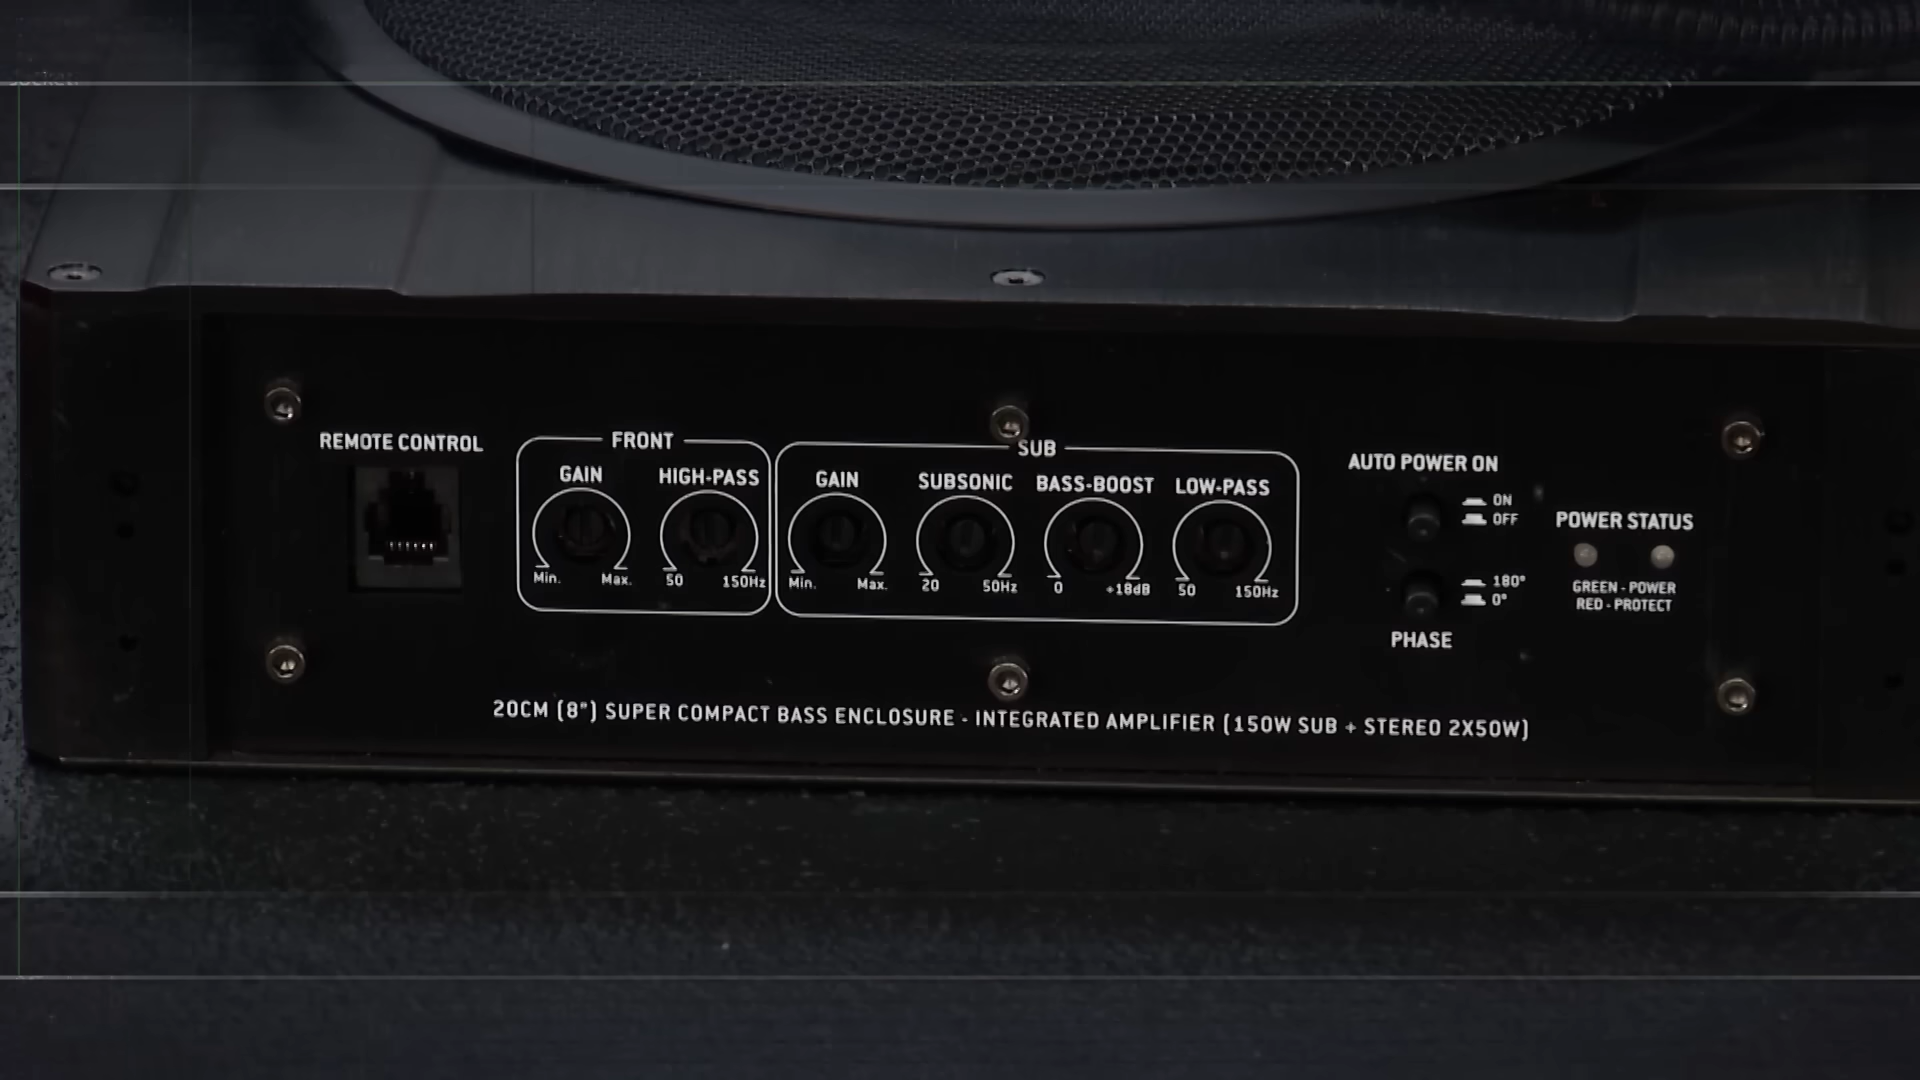 REMOTE CONTROL
FRONT
GAIN
Min. Max.
HIGH-PASS
50 150Hz
SUB
GAIN
Min. Max.
SUBSONIC
20 50Hz
BASS-BOOST
0 +18dB
LOW-PASS
50 150Hz
AUTO POWER ON
ON
OFF
180°
0°
PHASE
POWER STATUS
GREEN - POWER
RED - PROTECT
20CM (8") SUPER COMPACT BASS ENCLOSURE - INTEGRATED AMPLIFIER (150W SUB + STEREO 2X50W)